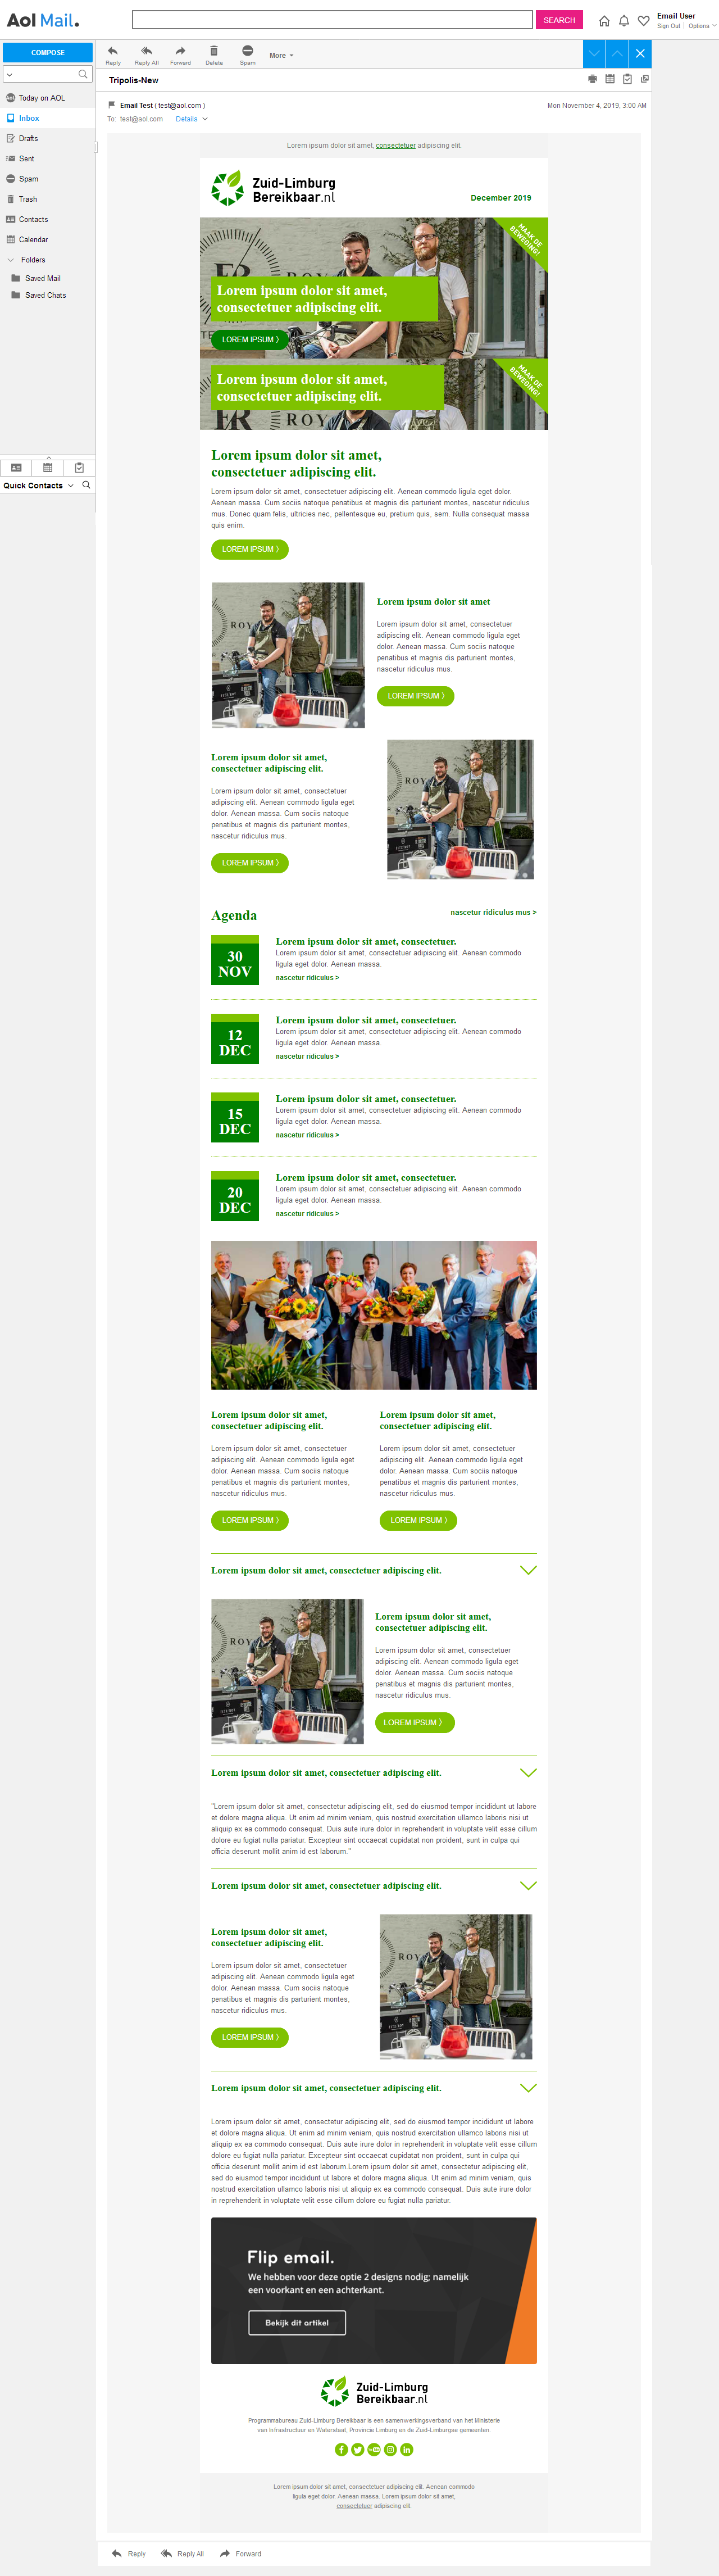 Aol Mail.
SEARCH
Email User
Sign Out | Options
COMPOSE
Reply
Reply All
Forward
Delete
Spam
More
Today on AOL
Inbox
Drafts
Sent
Spam
Trash
Contacts
Calendar
Folders
Saved Mail
Saved Chats
Quick Contacts
Tripolis-New
Email Test ( test@aol.com )
Mon November 4, 2019, 3:00 AM
To: test@aol.com Details
Lorem ipsum dolor sit amet, consectetuer adipiscing elit.
Zuid-Limburg
Bereikbaar.nl
December 2019
MAAK DE
BEWEGING!
Lorem ipsum dolor sit amet,
consectetuer adipiscing elit.
LOREM IPSUM 〉
MAAK DE
BEWEGING!
Lorem ipsum dolor sit amet,
consectetuer adipiscing elit.
ROY
Lorem ipsum dolor sit amet,
consectetuer adipiscing elit.
Lorem ipsum dolor sit amet, consectetuer adipiscing elit. Aenean commodo ligula eget dolor.
Aenean massa. Cum sociis natoque penatibus et magnis dis parturient montes, nascetur ridiculus
mus. Donec quam felis, ultricies nec, pellentesque eu, pretium quis, sem. Nulla consequat massa
quis enim.
LOREM IPSUM 〉
ROY
Lorem ipsum dolor sit amet
Lorem ipsum dolor sit amet, consectetuer
adipiscing elit. Aenean commodo ligula eget
dolor. Aenean massa. Cum sociis natoque
penatibus et magnis dis parturient montes,
nascetur ridiculus mus.
LOREM IPSUM 〉
Lorem ipsum dolor sit amet,
consectetuer adipiscing elit.
Lorem ipsum dolor sit amet, consectetuer
adipiscing elit. Aenean commodo ligula eget
dolor. Aenean massa. Cum sociis natoque
penatibus et magnis dis parturient montes,
nascetur ridiculus mus.
LOREM IPSUM 〉
ROY
Agenda
nascetur ridiculus mus >
30
NOV
Lorem ipsum dolor sit amet, consectetuer.
Lorem ipsum dolor sit amet, consectetuer adipiscing elit. Aenean commodo
ligula eget dolor. Aenean massa.
nascetur ridiculus >
12
DEC
Lorem ipsum dolor sit amet, consectetuer.
Lorem ipsum dolor sit amet, consectetuer adipiscing elit. Aenean commodo
ligula eget dolor. Aenean massa.
nascetur ridiculus >
15
DEC
Lorem ipsum dolor sit amet, consectetuer.
Lorem ipsum dolor sit amet, consectetuer adipiscing elit. Aenean commodo
ligula eget dolor. Aenean massa.
nascetur ridiculus >
20
DEC
Lorem ipsum dolor sit amet, consectetuer.
Lorem ipsum dolor sit amet, consectetuer adipiscing elit. Aenean commodo
ligula eget dolor. Aenean massa.
nascetur ridiculus >
Lorem ipsum dolor sit amet,
consectetuer adipiscing elit.
Lorem ipsum dolor sit amet, consectetuer
adipiscing elit. Aenean commodo ligula eget
dolor. Aenean massa. Cum sociis natoque
penatibus et magnis dis parturient montes,
nascetur ridiculus mus.
LOREM IPSUM 〉
Lorem ipsum dolor sit amet,
consectetuer adipiscing elit.
Lorem ipsum dolor sit amet, consectetuer
adipiscing elit. Aenean commodo ligula eget
dolor. Aenean massa. Cum sociis natoque
penatibus et magnis dis parturient montes,
nascetur ridiculus mus.
LOREM IPSUM 〉
Lorem ipsum dolor sit amet, consectetuer adipiscing elit.
ROY
Lorem ipsum dolor sit amet,
consectetuer adipiscing elit.
Lorem ipsum dolor sit amet, consectetuer
adipiscing elit. Aenean commodo ligula eget
dolor. Aenean massa. Cum sociis natoque
penatibus et magnis dis parturient montes,
nascetur ridiculus mus.
LOREM IPSUM 〉
Lorem ipsum dolor sit amet, consectetuer adipiscing elit.
"Lorem ipsum dolor sit amet, consectetur adipiscing elit, sed do eiusmod tempor incididunt ut labore
et dolore magna aliqua. Ut enim ad minim veniam, quis nostrud exercitation ullamco laboris nisi ut
aliquip ex ea commodo consequat. Duis aute irure dolor in reprehenderit in voluptate velit esse cillum
dolore eu fugiat nulla pariatur. Excepteur sint occaecat cupidatat non proident, sunt in culpa qui
officia deserunt mollit anim id est laborum."
Lorem ipsum dolor sit amet, consectetuer adipiscing elit.
Lorem ipsum dolor sit amet,
consectetuer adipiscing elit.
Lorem ipsum dolor sit amet, consectetuer
adipiscing elit. Aenean commodo ligula eget
dolor. Aenean massa. Cum sociis natoque
penatibus et magnis dis parturient montes,
nascetur ridiculus mus.
LOREM IPSUM 〉
ROY
Lorem ipsum dolor sit amet, consectetuer adipiscing elit.
Lorem ipsum dolor sit amet, consectetur adipiscing elit, sed do eiusmod tempor incididunt ut labore
et dolore magna aliqua. Ut enim ad minim veniam, quis nostrud exercitation ullamco laboris nisi ut
aliquip ex ea commodo consequat. Duis aute irure dolor in reprehenderit in voluptate velit esse cillum
dolore eu fugiat nulla pariatur. Excepteur sint occaecat cupidatat non proident, sunt in culpa qui
officia deserunt mollit anim id est laborum.Lorem ipsum dolor sit amet, consectetur adipiscing elit,
sed do eiusmod tempor incididunt ut labore et dolore magna aliqua. Ut enim ad minim veniam, quis
nostrud exercitation ullamco laboris nisi ut aliquip ex ea commodo consequat. Duis aute irure dolor
in reprehenderit in voluptate velit esse cillum dolore eu fugiat nulla pariatur.
Flip email.
We hebben voor deze optie 2 designs nodig; namelijk
een voorkant en een achterkant.
Bekijk dit artikel
Zuid-Limburg
Bereikbaar.nl
Programmabureau Zuid-Limburg Bereikbaar is een samenwerkingsverband van het Ministerie
van Infrastructuur en Waterstaat, Provincie Limburg en de Zuid-Limburgse gemeenten.
Lorem ipsum dolor sit amet, consectetuer adipiscing elit. Aenean commodo
ligula eget dolor. Aenean massa. Lorem ipsum dolor sit amet,
consectetuer adipiscing elit.
Reply
Reply All
Forward